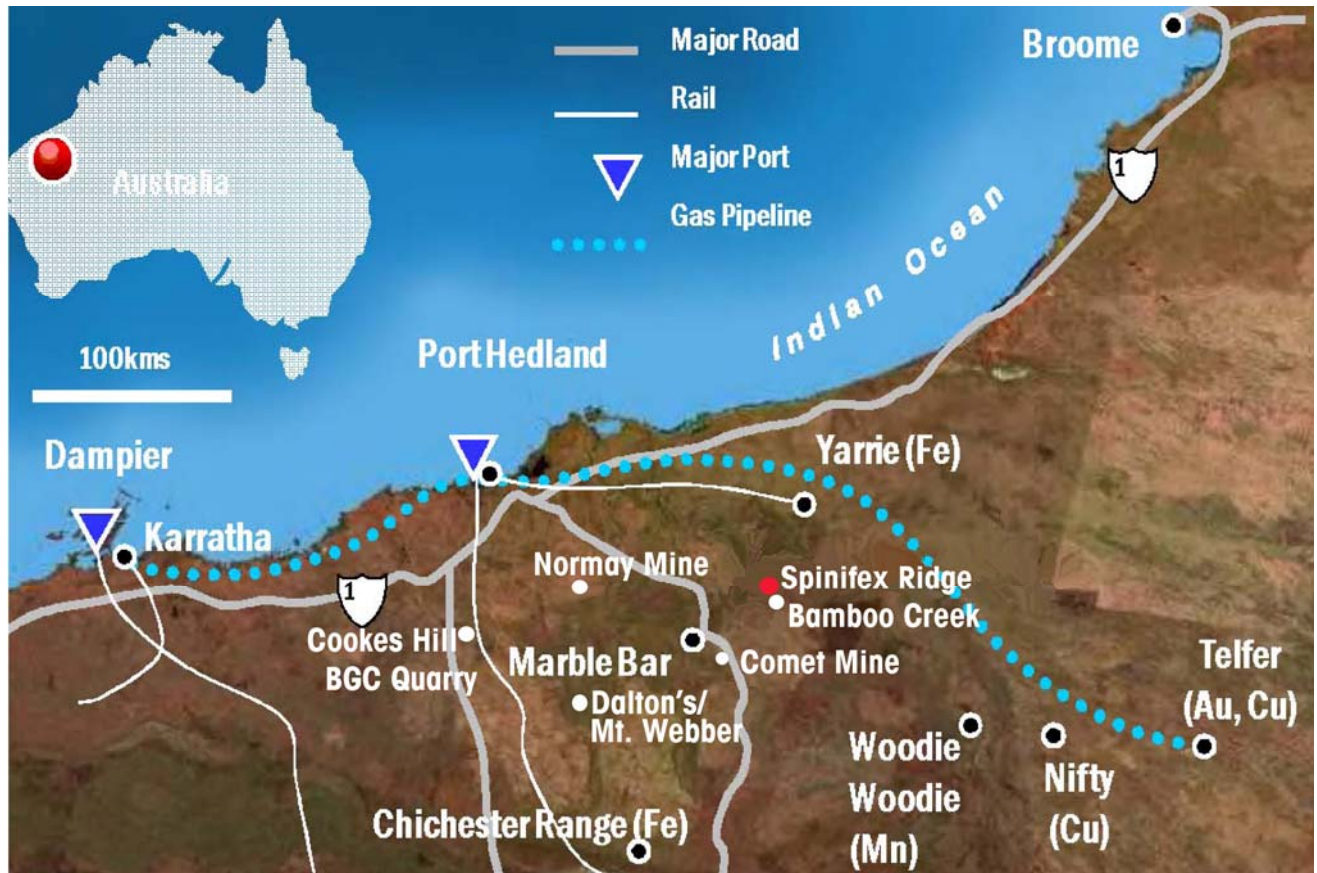 Major Road
Rail
Major Port
Gas Pipeline
Broome
1
Australia
Indian Ocean
100kms
Port Hedland
Dampier
Yarrie (Fe)
Karratha
1
Normay Mine
Spinifex Ridge
Bamboo Creek
Cookes Hill
BGC Quarry
Marble Bar
Comet Mine
Dalton's/
Mt. Webber
Telfer
(Au, Cu)
Woodie
Woodie
(Mn)
Nifty
(Cu)
Chichester Range (Fe)